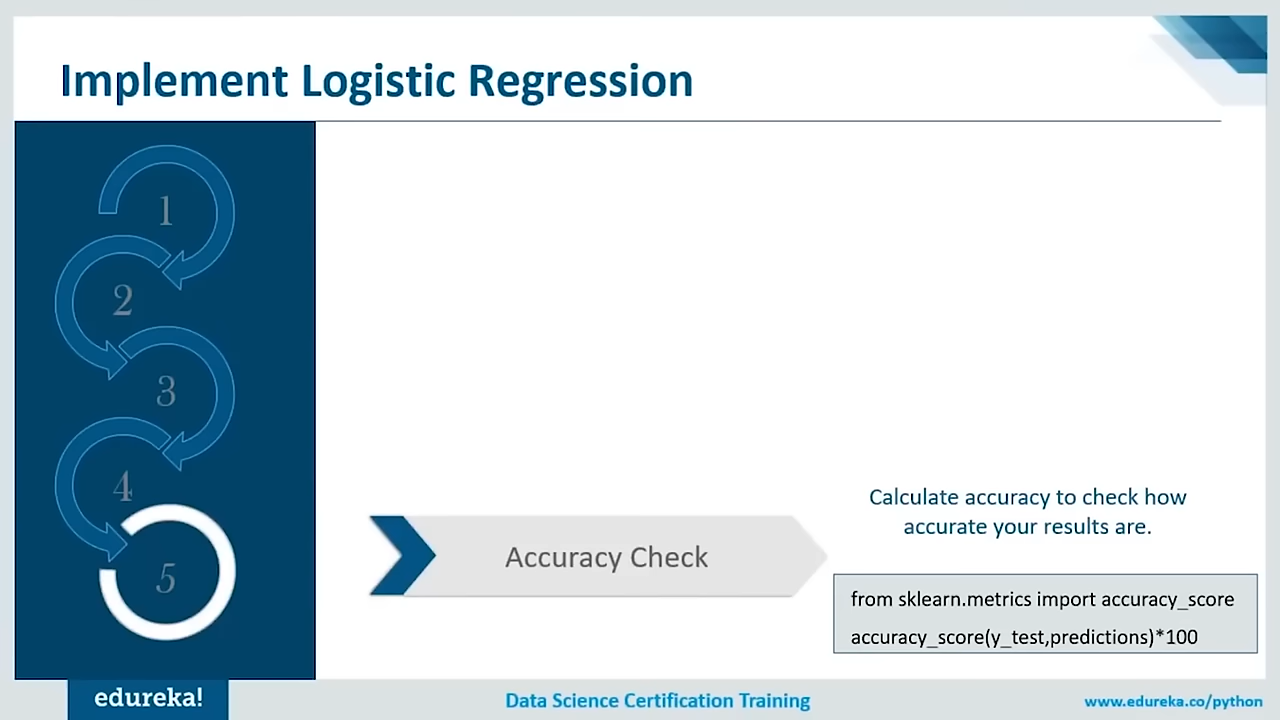 Implement Logistic Regression
1
2
3
4
5
Accuracy Check
Calculate accuracy to check how
accurate your results are.
from sklearn.metrics import accuracy_score
accuracy_score(y_test,predictions)*100
edureka!
Data Science Certification Training
www.edureka.co/python